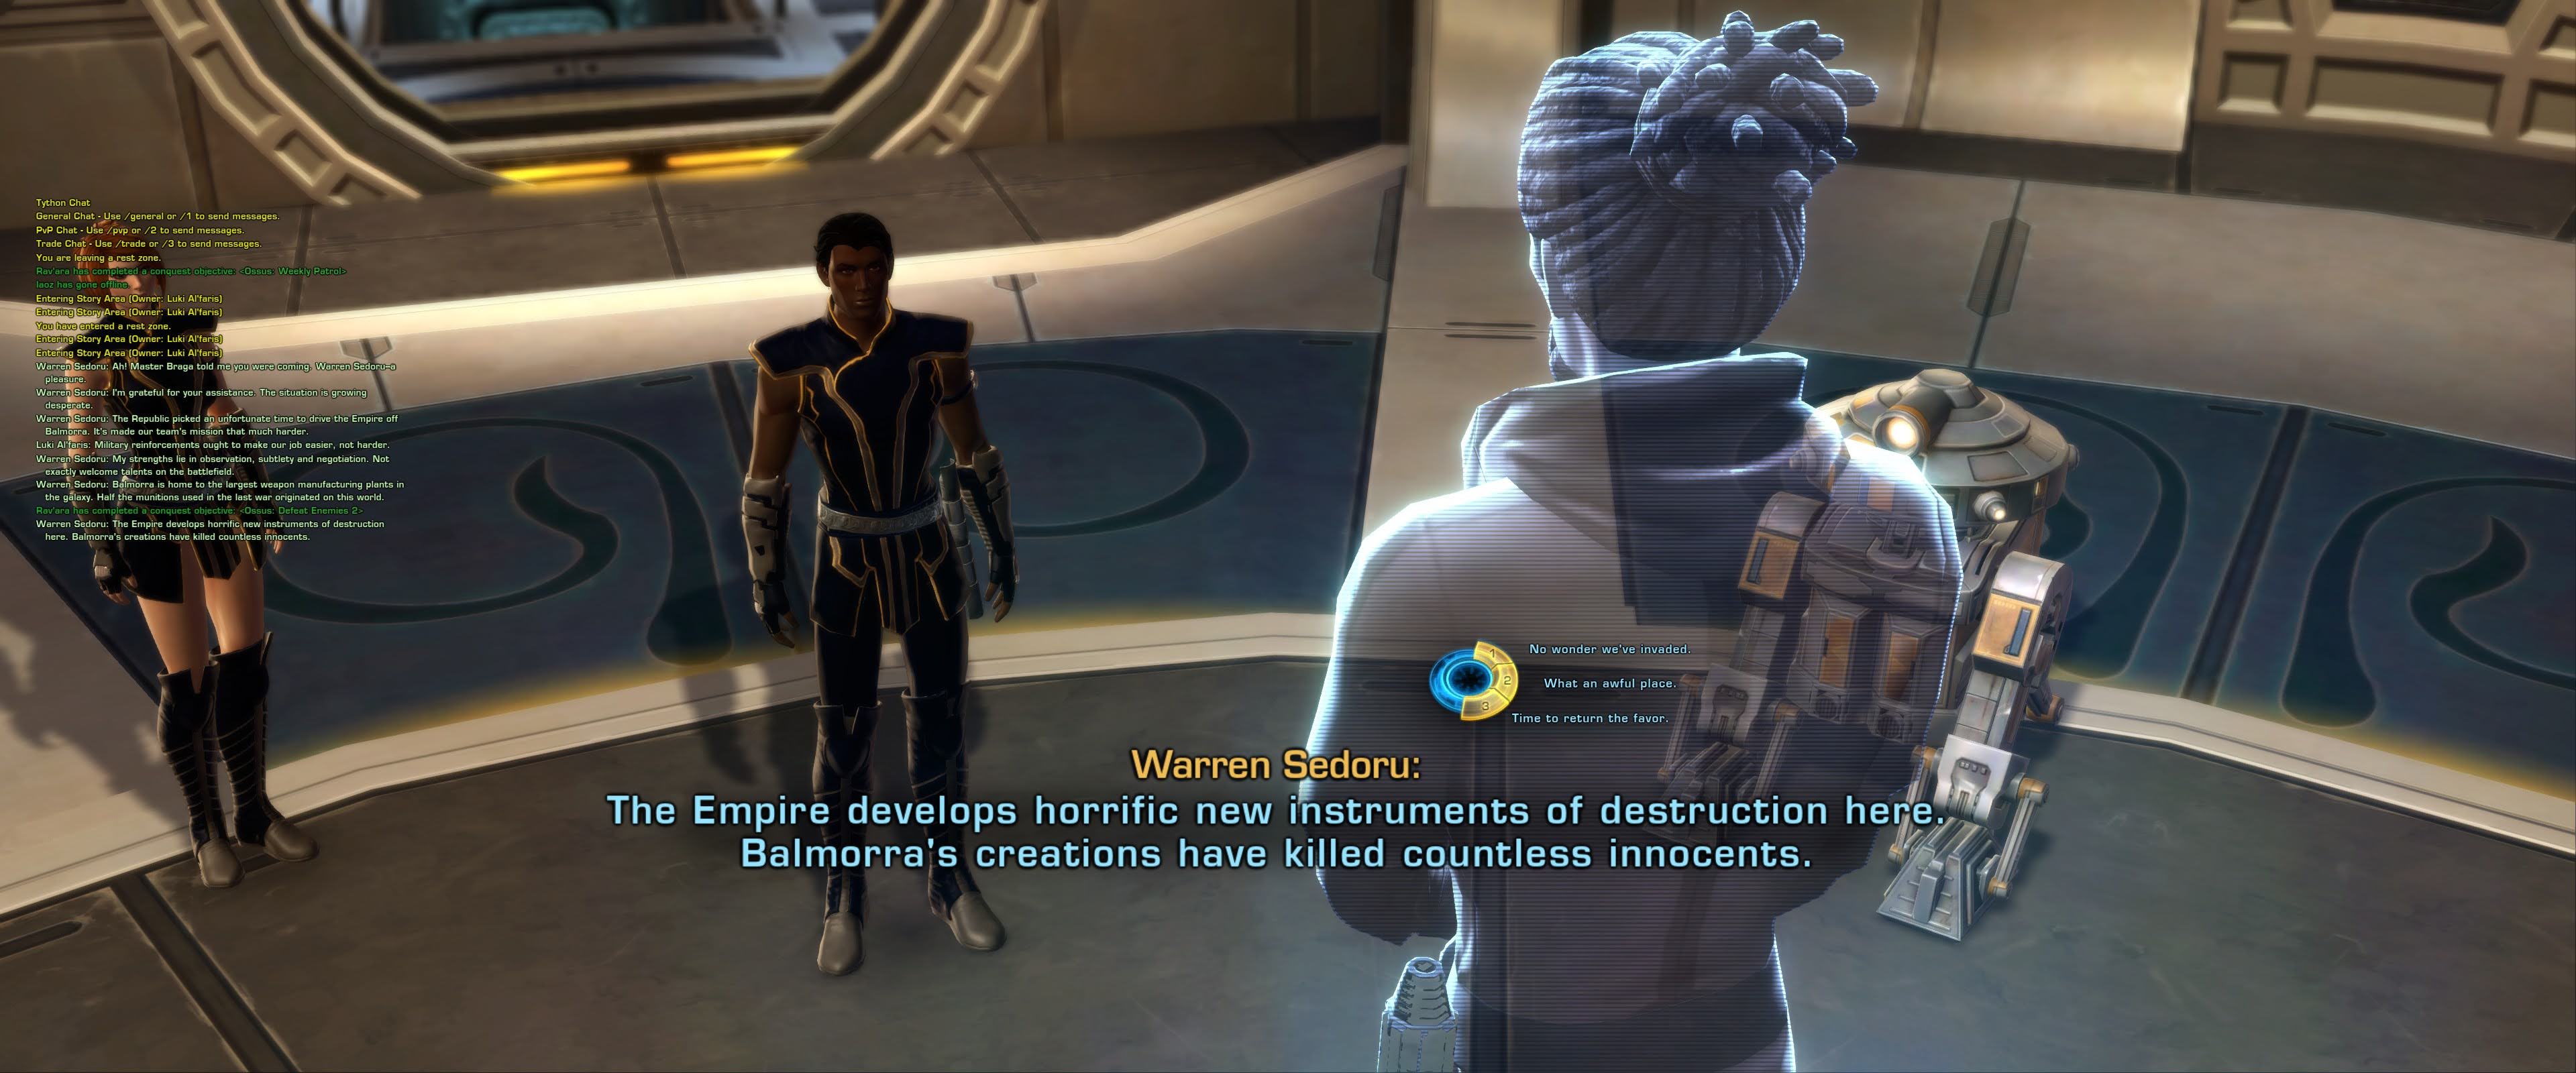 Tython Chat
General Chat - Use /general or /1 to send messages.
PvP Chat - Use /pvp or /2 to send messages.
Trade Chat - Use /trade or /3 to send messages.
You are leaving a rest zone.
Rav'ara has completed a conquest objective: <Ossus: Weekly Patrol>
has gone offline.
Entering Story Area (Owner: Luki Al'faris)
Entering Story Area (Owner: Luki Al'faris)
You have entered a rest zone.
Entering Story Area (Owner: Luki Al'faris)
Entering Story Area (Owner: Luki Al'faris)
Warren Sedoru: Ah! Master Braga told me you were coming. Warren Sedoru–a
pleasure.
Warren Sedoru: I'm grateful for your assistance. The situation is growing
desperate.
Warren Sedoru: The Republic picked an unfortunate time to drive the Empire off
Balmorra. It's made our team's mission that much harder.
Luki Al'faris: Military reinforcements ought to make our job easier, not harder.
Warren Sedoru: My strengths lie in observation, subtlety and negotiation. Not
exactly welcome talents on the battlefield.
Warren Sedoru: Balmorra is home to the largest weapon manufacturing plants in
the galaxy. Half the munitions used in the last war originated on this world.
Rav'ara has completed a conquest objective: <Ossus: Defeat Enemies 2>
Warren Sedoru: The Empire develops horrific new instruments of destruction
here. Balmorra's creations have killed countless innocents.
1 No wonder we've invaded.
2 What an awful place.
3 Time to return the favor.
Warren Sedoru:
The Empire develops horrific new instruments of destruction here.
Balmorra's creations have killed countless innocents.